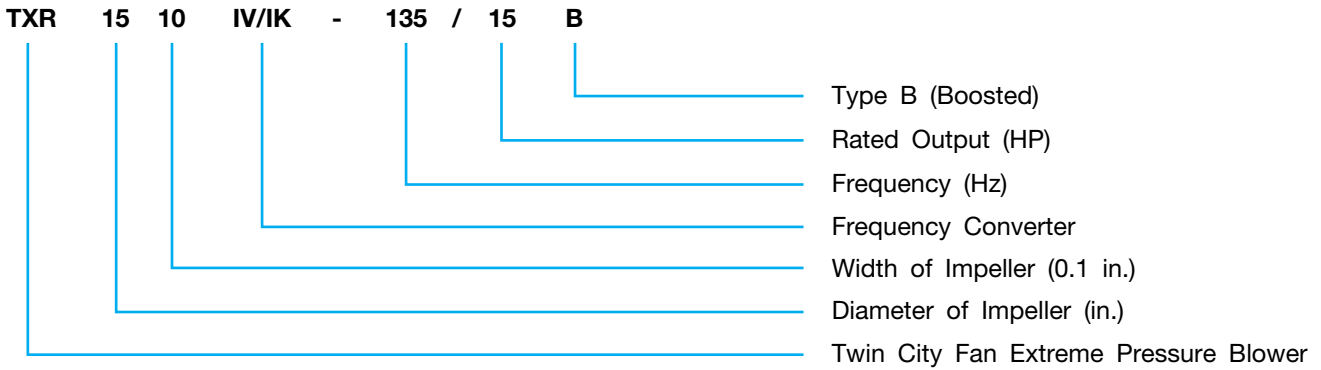 TXR 15 10 IV/IK - 135 / 15 B
Type B (Boosted)
Rated Output (HP)
Frequency (Hz)
Frequency Converter
Width of Impeller (0.1 in.)
Diameter of Impeller (in.)
Twin City Fan Extreme Pressure Blower